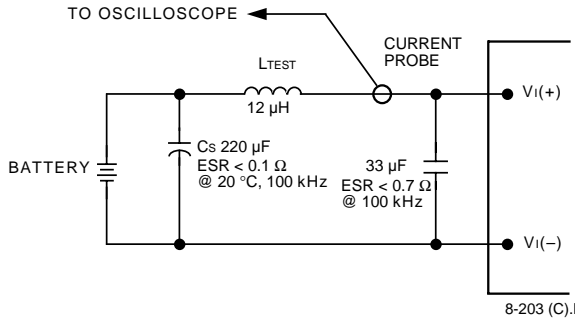 TO OSCILLOSCOPE
CURRENT
PROBE
LTEST
12 µH
VI(+)
BATTERY
CS 220 µF
ESR < 0.1 Ω
@ 20 °C, 100 kHz
33 µF
ESR < 0.7 Ω
@ 100 kHz
VI(–)
8-203 (C).